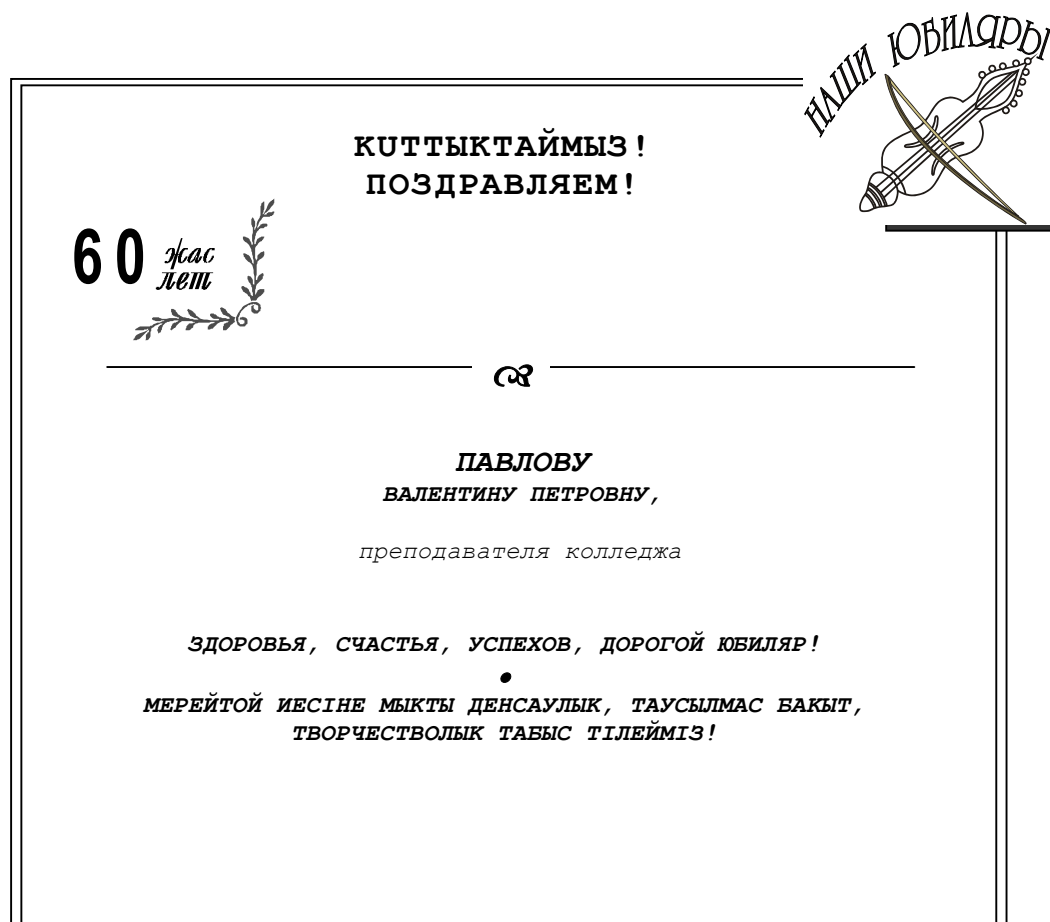 НАШИ ЮБИЛЯРЫ
КUТТЫКТАЙМЫЗ!
ПОЗДРАВЛЯЕМ!
60 жас
лет
ПАВЛОВУ
ВАЛЕНТИНУ ПЕТРОВНУ,
преподавателя колледжа
ЗДОРОВЬЯ, СЧАСТЬЯ, УСПЕХОВ, ДОРОГОЙ ЮБИЛЯР!
•
МЕРЕЙТОЙ ИЕСІНЕ МЫКТЫ ДЕНСАУЛЫК, ТАУСЫЛМАС БАКЫТ,
ТВОРЧЕСТВОЛЫК ТАБЫС ТІЛЕЙМІЗ!